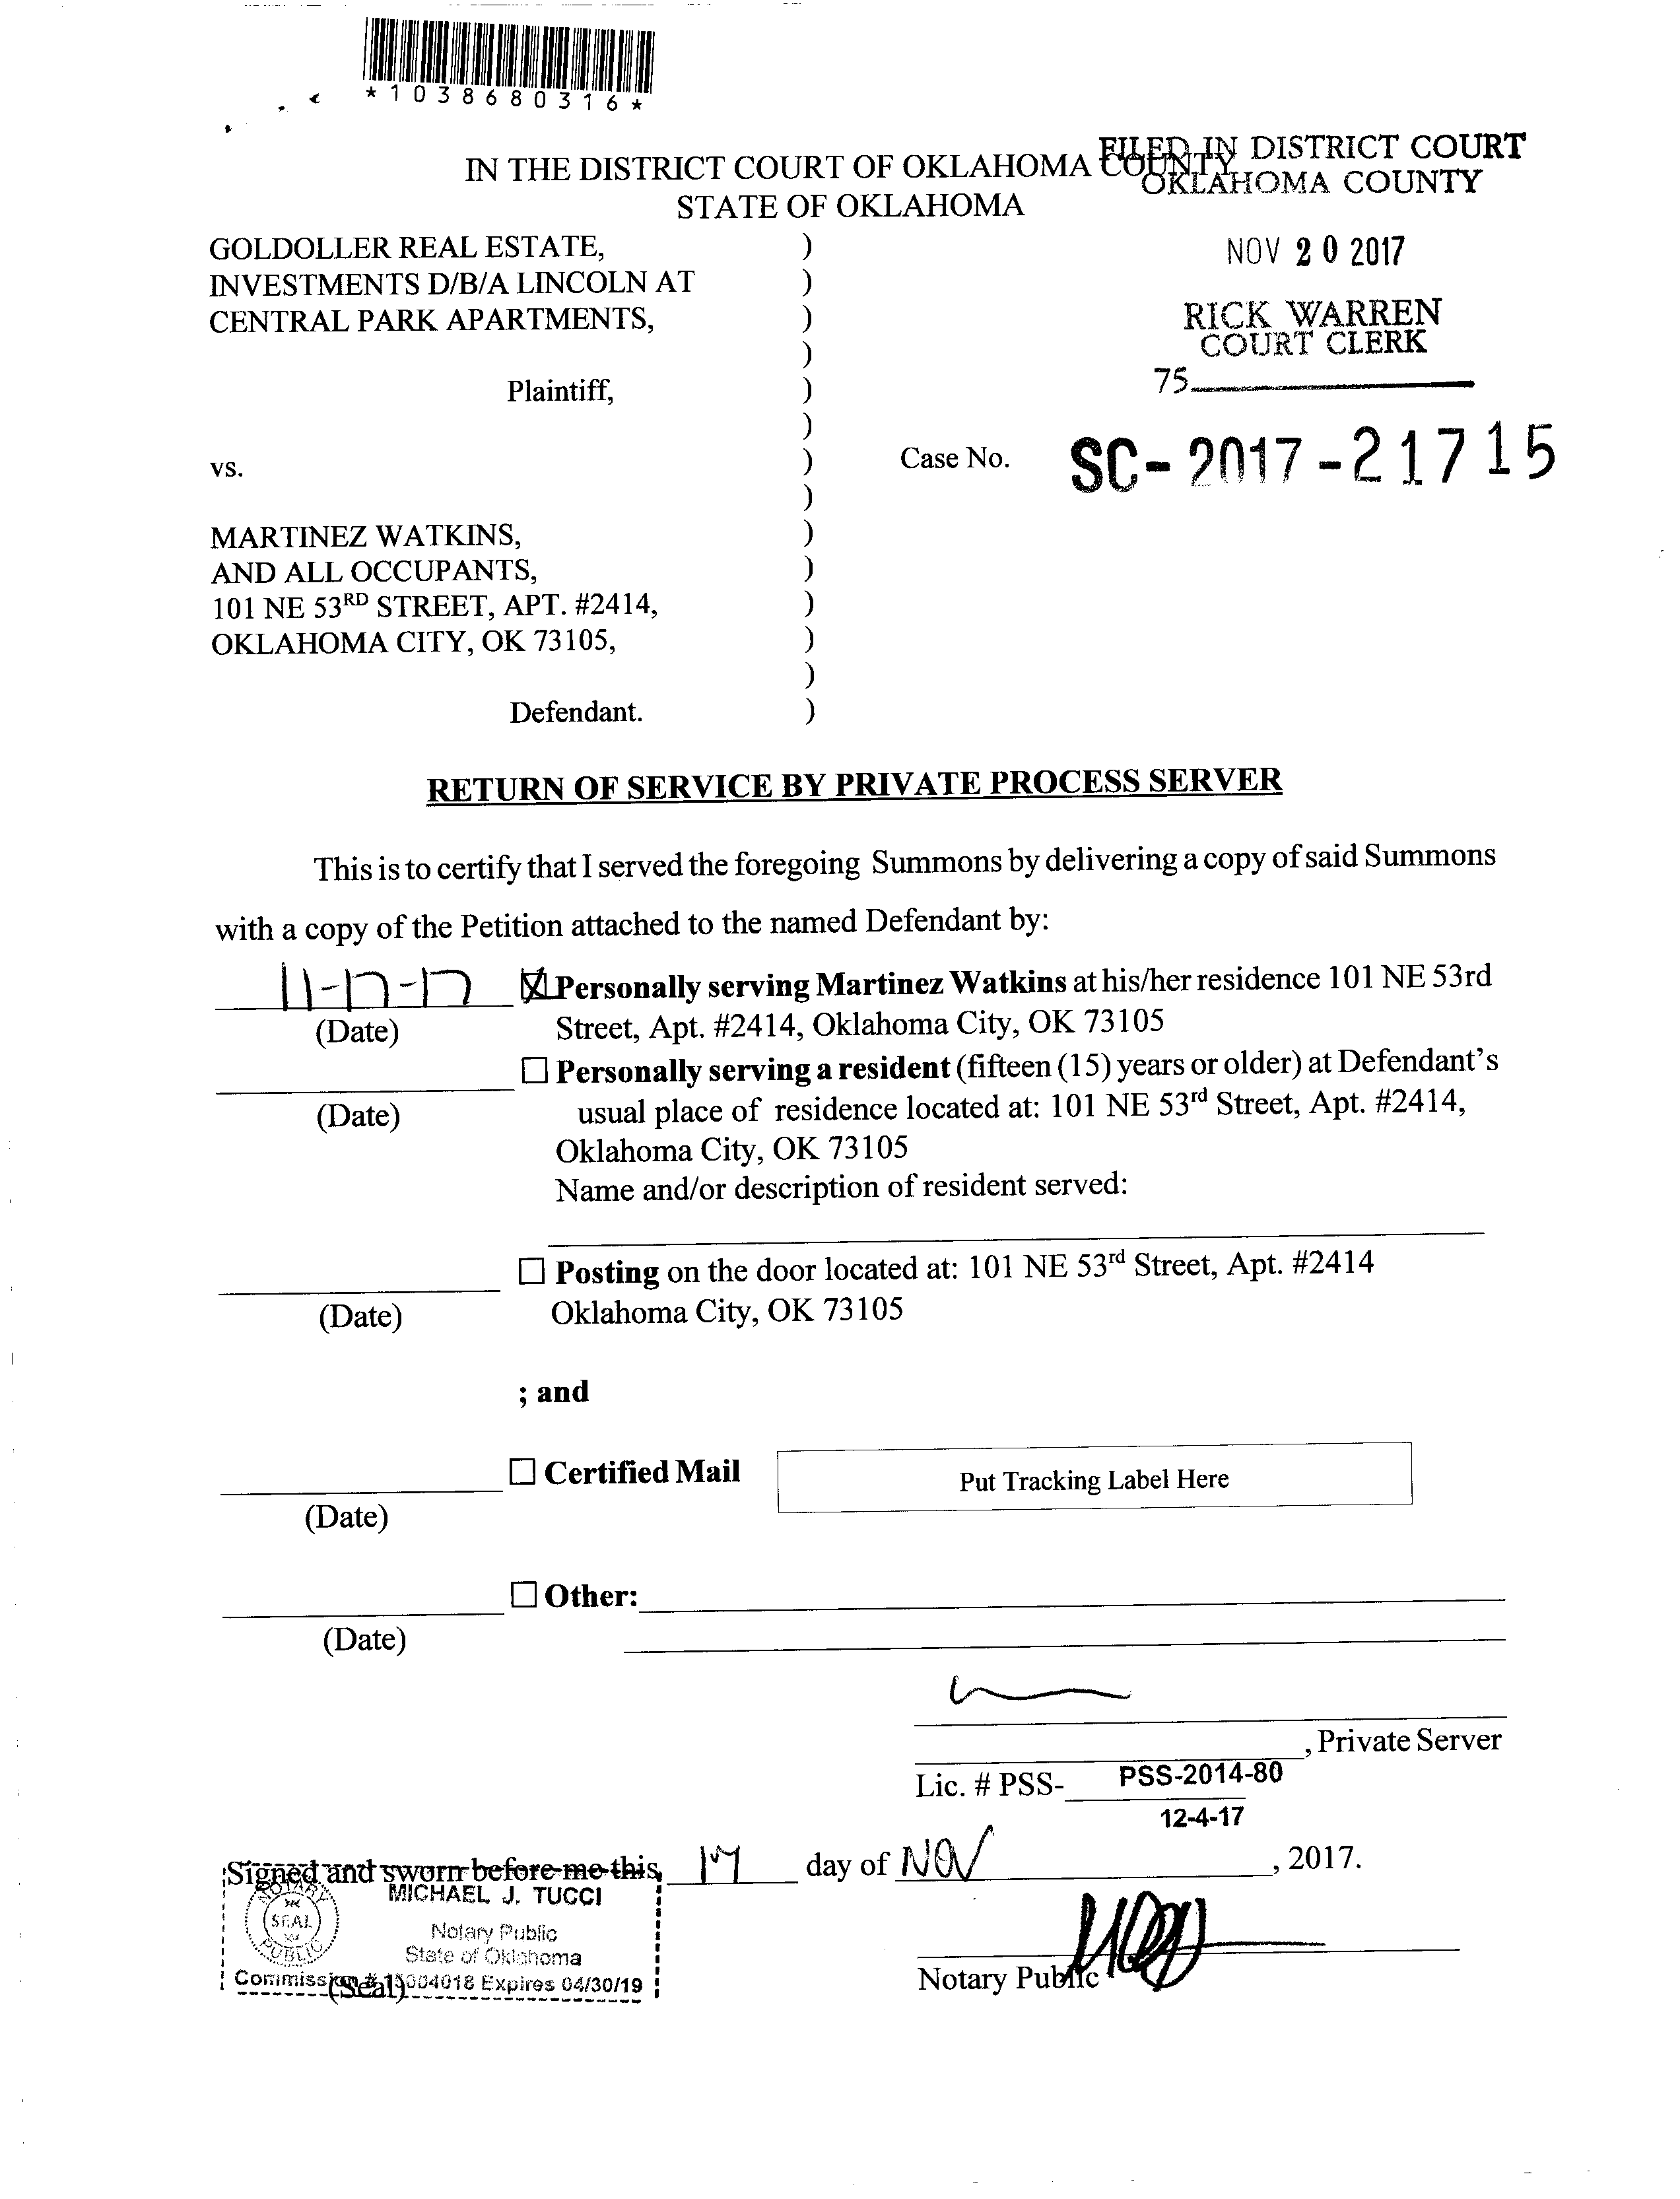 *1038680316*
IN THE DISTRICT COURT OF OKLAHOMA COUNTY
STATE OF OKLAHOMA
FILED IN DISTRICT COURT
OKLAHOMA COUNTY
NOV 20 2017
RICK WARREN
COURT CLERK
75
GOLDOLLER REAL ESTATE, )
INVESTMENTS D/B/A LINCOLN AT )
CENTRAL PARK APARTMENTS, )
)
Plaintiff, )
)
vs. ) Case No. SC-2017-21715
)
MARTINEZ WATKINS, )
AND ALL OCCUPANTS, )
101 NE 53RD STREET, APT. #2414, )
OKLAHOMA CITY, OK 73105, )
)
Defendant. )
RETURN OF SERVICE BY PRIVATE PROCESS SERVER
This is to certify that I served the foregoing Summons by delivering a copy of said Summons
with a copy of the Petition attached to the named Defendant by:
11-17-17 ☒ Personally serving Martinez Watkins at his/her residence 101 NE 53rd
(Date) Street, Apt. #2414, Oklahoma City, OK 73105
☐ Personally serving a resident (fifteen (15) years or older) at Defendant's
(Date) usual place of residence located at: 101 NE 53rd Street, Apt. #2414,
Oklahoma City, OK 73105
Name and/or description of resident served:
☐ Posting on the door located at: 101 NE 53rd Street, Apt. #2414
(Date) Oklahoma City, OK 73105
; and
☐ Certified Mail Put Tracking Label Here
(Date)
☐ Other:
(Date)
, Private Server
Lic. # PSS- PSS-2014-80
12-4-17
Signed and sworn before me this 17 day of NOV, 2017.
MICHAEL J. TUCCI
NOTARY PUBLIC
SEAL
Notary Public
State of Oklahoma
Commission # 15004018 Expires 04/30/19
(Seal)
Notary Public